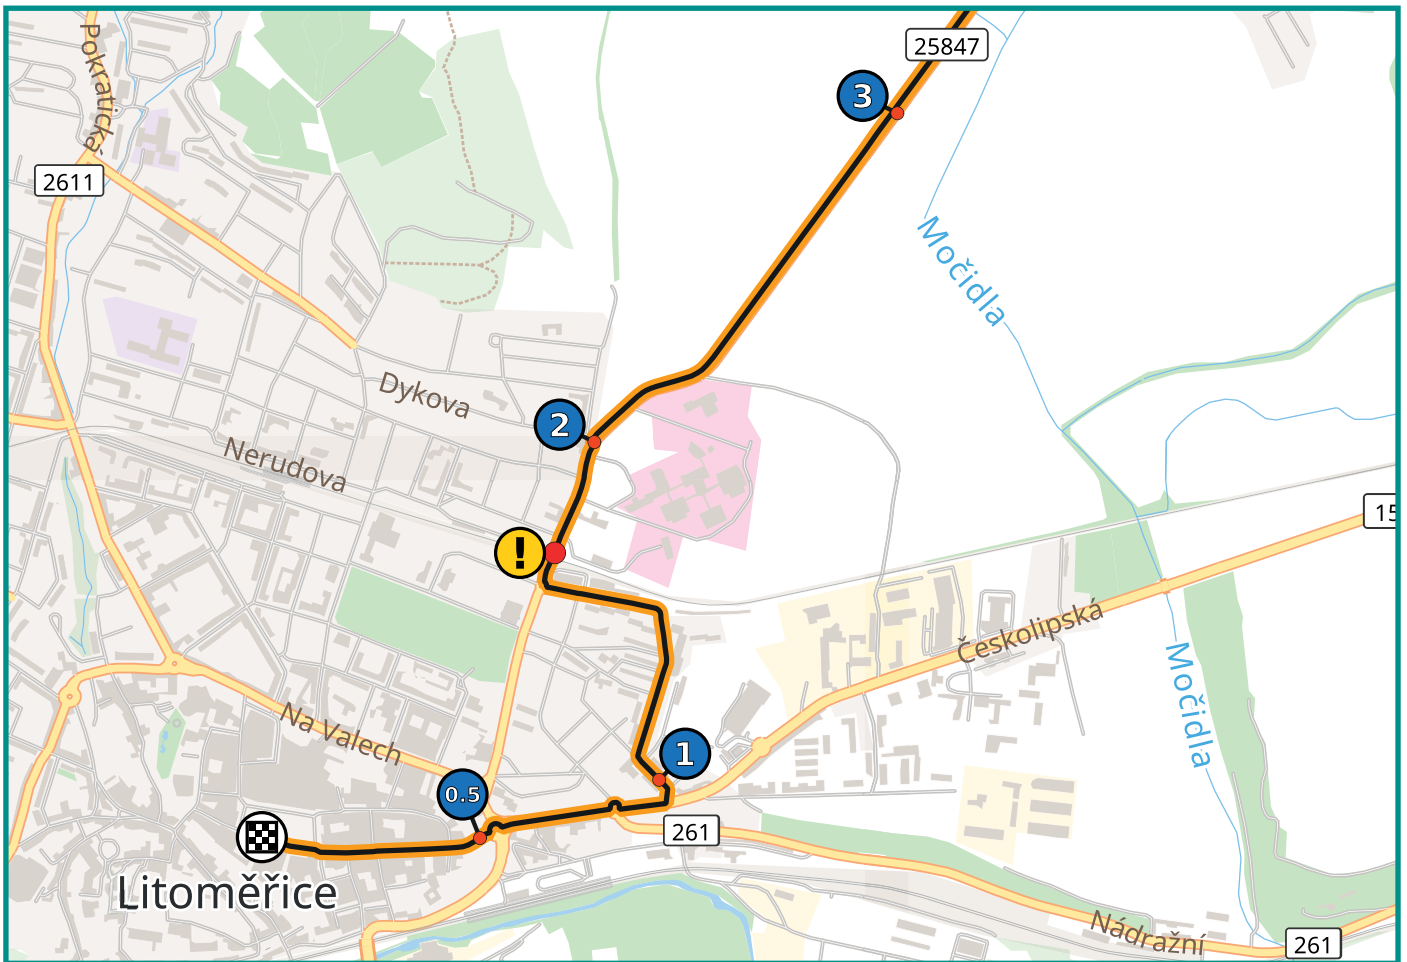 Pokratická
25847
3
2611
Močidla
Dykova
2
Nerudova
15
!
Českolipská
Močidla
Na Valech
1
0.5
261
Litoměřice
Nádražní
261